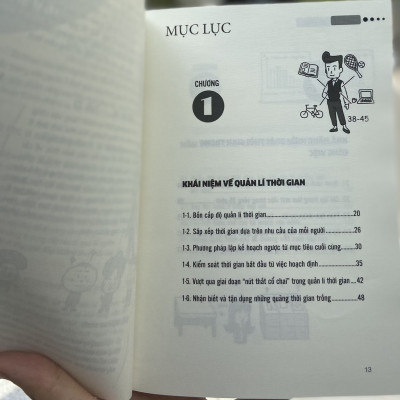 MỤC LỤC
CHƯƠNG
1
38-45
KHÁI NIỆM VỀ QUẢN LÍ THỜI GIAN
1-1. Bốn cấp độ quản lí thời gian..........20
1-2. Sắp xếp thời gian dựa trên nhu cầu của mỗi người..........26
1-3. Phương pháp lập kế hoạch ngược từ mục tiêu cuối cùng..........30
1-4. Kiểm soát thời gian bắt đầu từ việc hoạch định..........35
1-5. Vượt qua giai đoạn “nút thắt cổ chai” trong quản lí thời gian....42
1-6. Nhận biết và tận dụng những quãng thời gian trống..........48
13